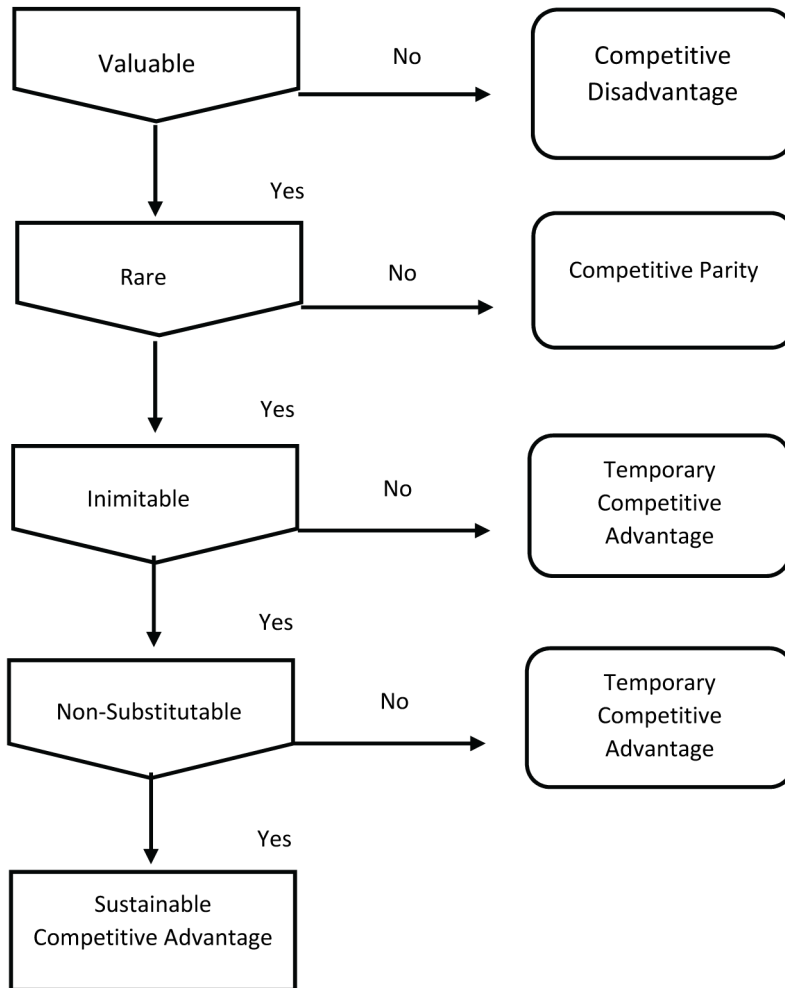 Valuable
No
Competitive
Disadvantage
Yes
Rare
No
Competitive Parity
Yes
Inimitable
No
Temporary
Competitive
Advantage
Yes
Non-Substitutable
No
Temporary
Competitive
Advantage
Yes
Sustainable
Competitive Advantage